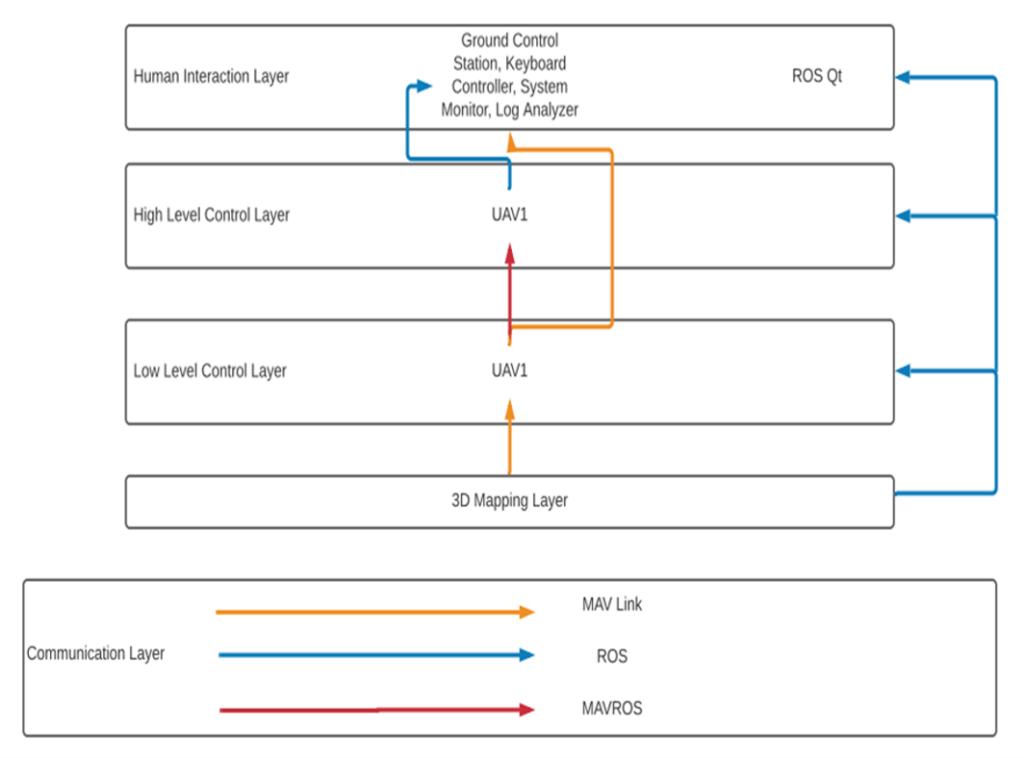 Human Interaction Layer
Ground Control
Station, Keyboard
Controller, System
Monitor, Log Analyzer
ROS Qt
High Level Control Layer
UAV1
Low Level Control Layer
UAV1
3D Mapping Layer
Communication Layer
MAV Link
ROS
MAVROS